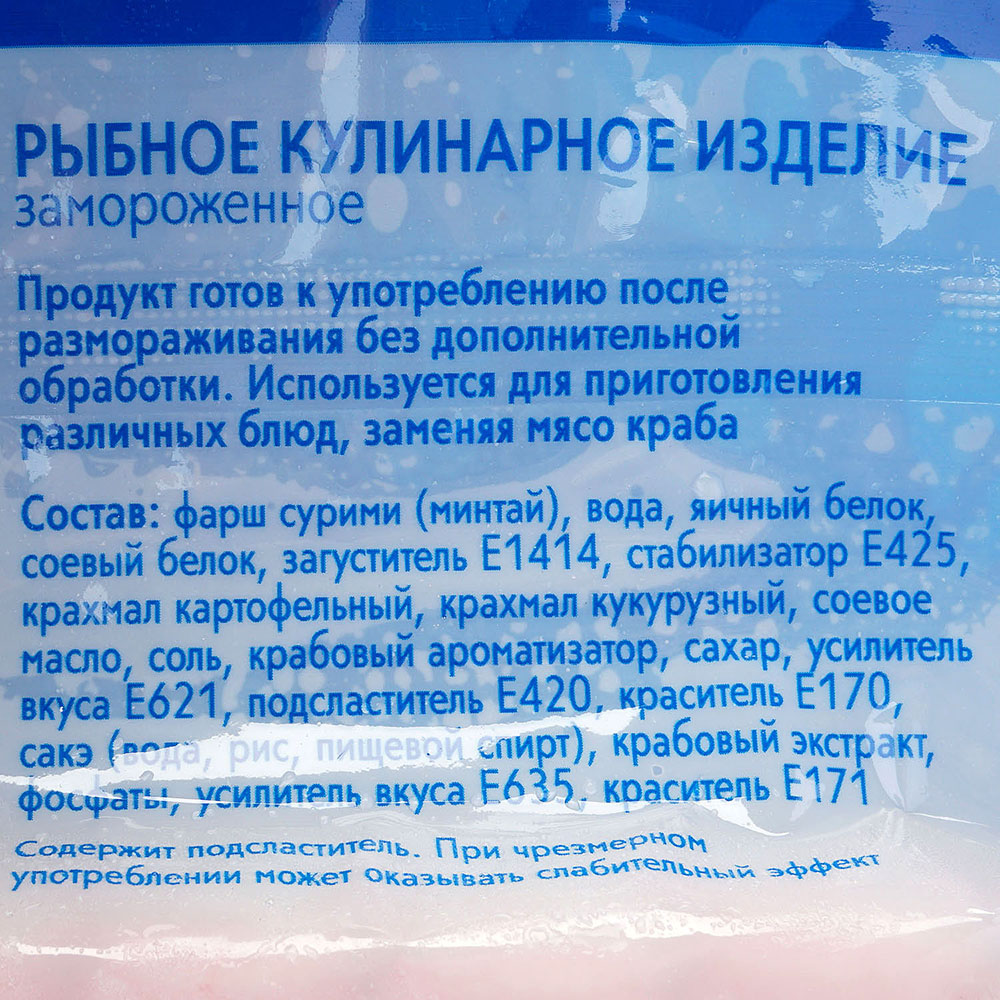 РЫБНОЕ КУЛИНАРНОЕ ИЗДЕЛИЕ
замороженное
Продукт готов к употреблению после
размораживания без дополнительной
обработки. Используется для приготовления
различных блюд, заменяя мясо краба
Состав: фарш сурими (минтай), вода, яичный белок,
соевый белок, загуститель Е1414, стабилизатор Е425,
крахмал картофельный, крахмал кукурузный, соевое
масло, соль, крабовый ароматизатор, сахар, усилитель
вкуса Е621, подсластитель Е420, краситель Е170,
сакэ (вода, рис, пищевой спирт), крабовый экстракт,
фосфаты, усилитель вкуса Е635, краситель Е171
Содержит подсластитель. При чрезмерном
употреблении может оказывать слабительный эффект